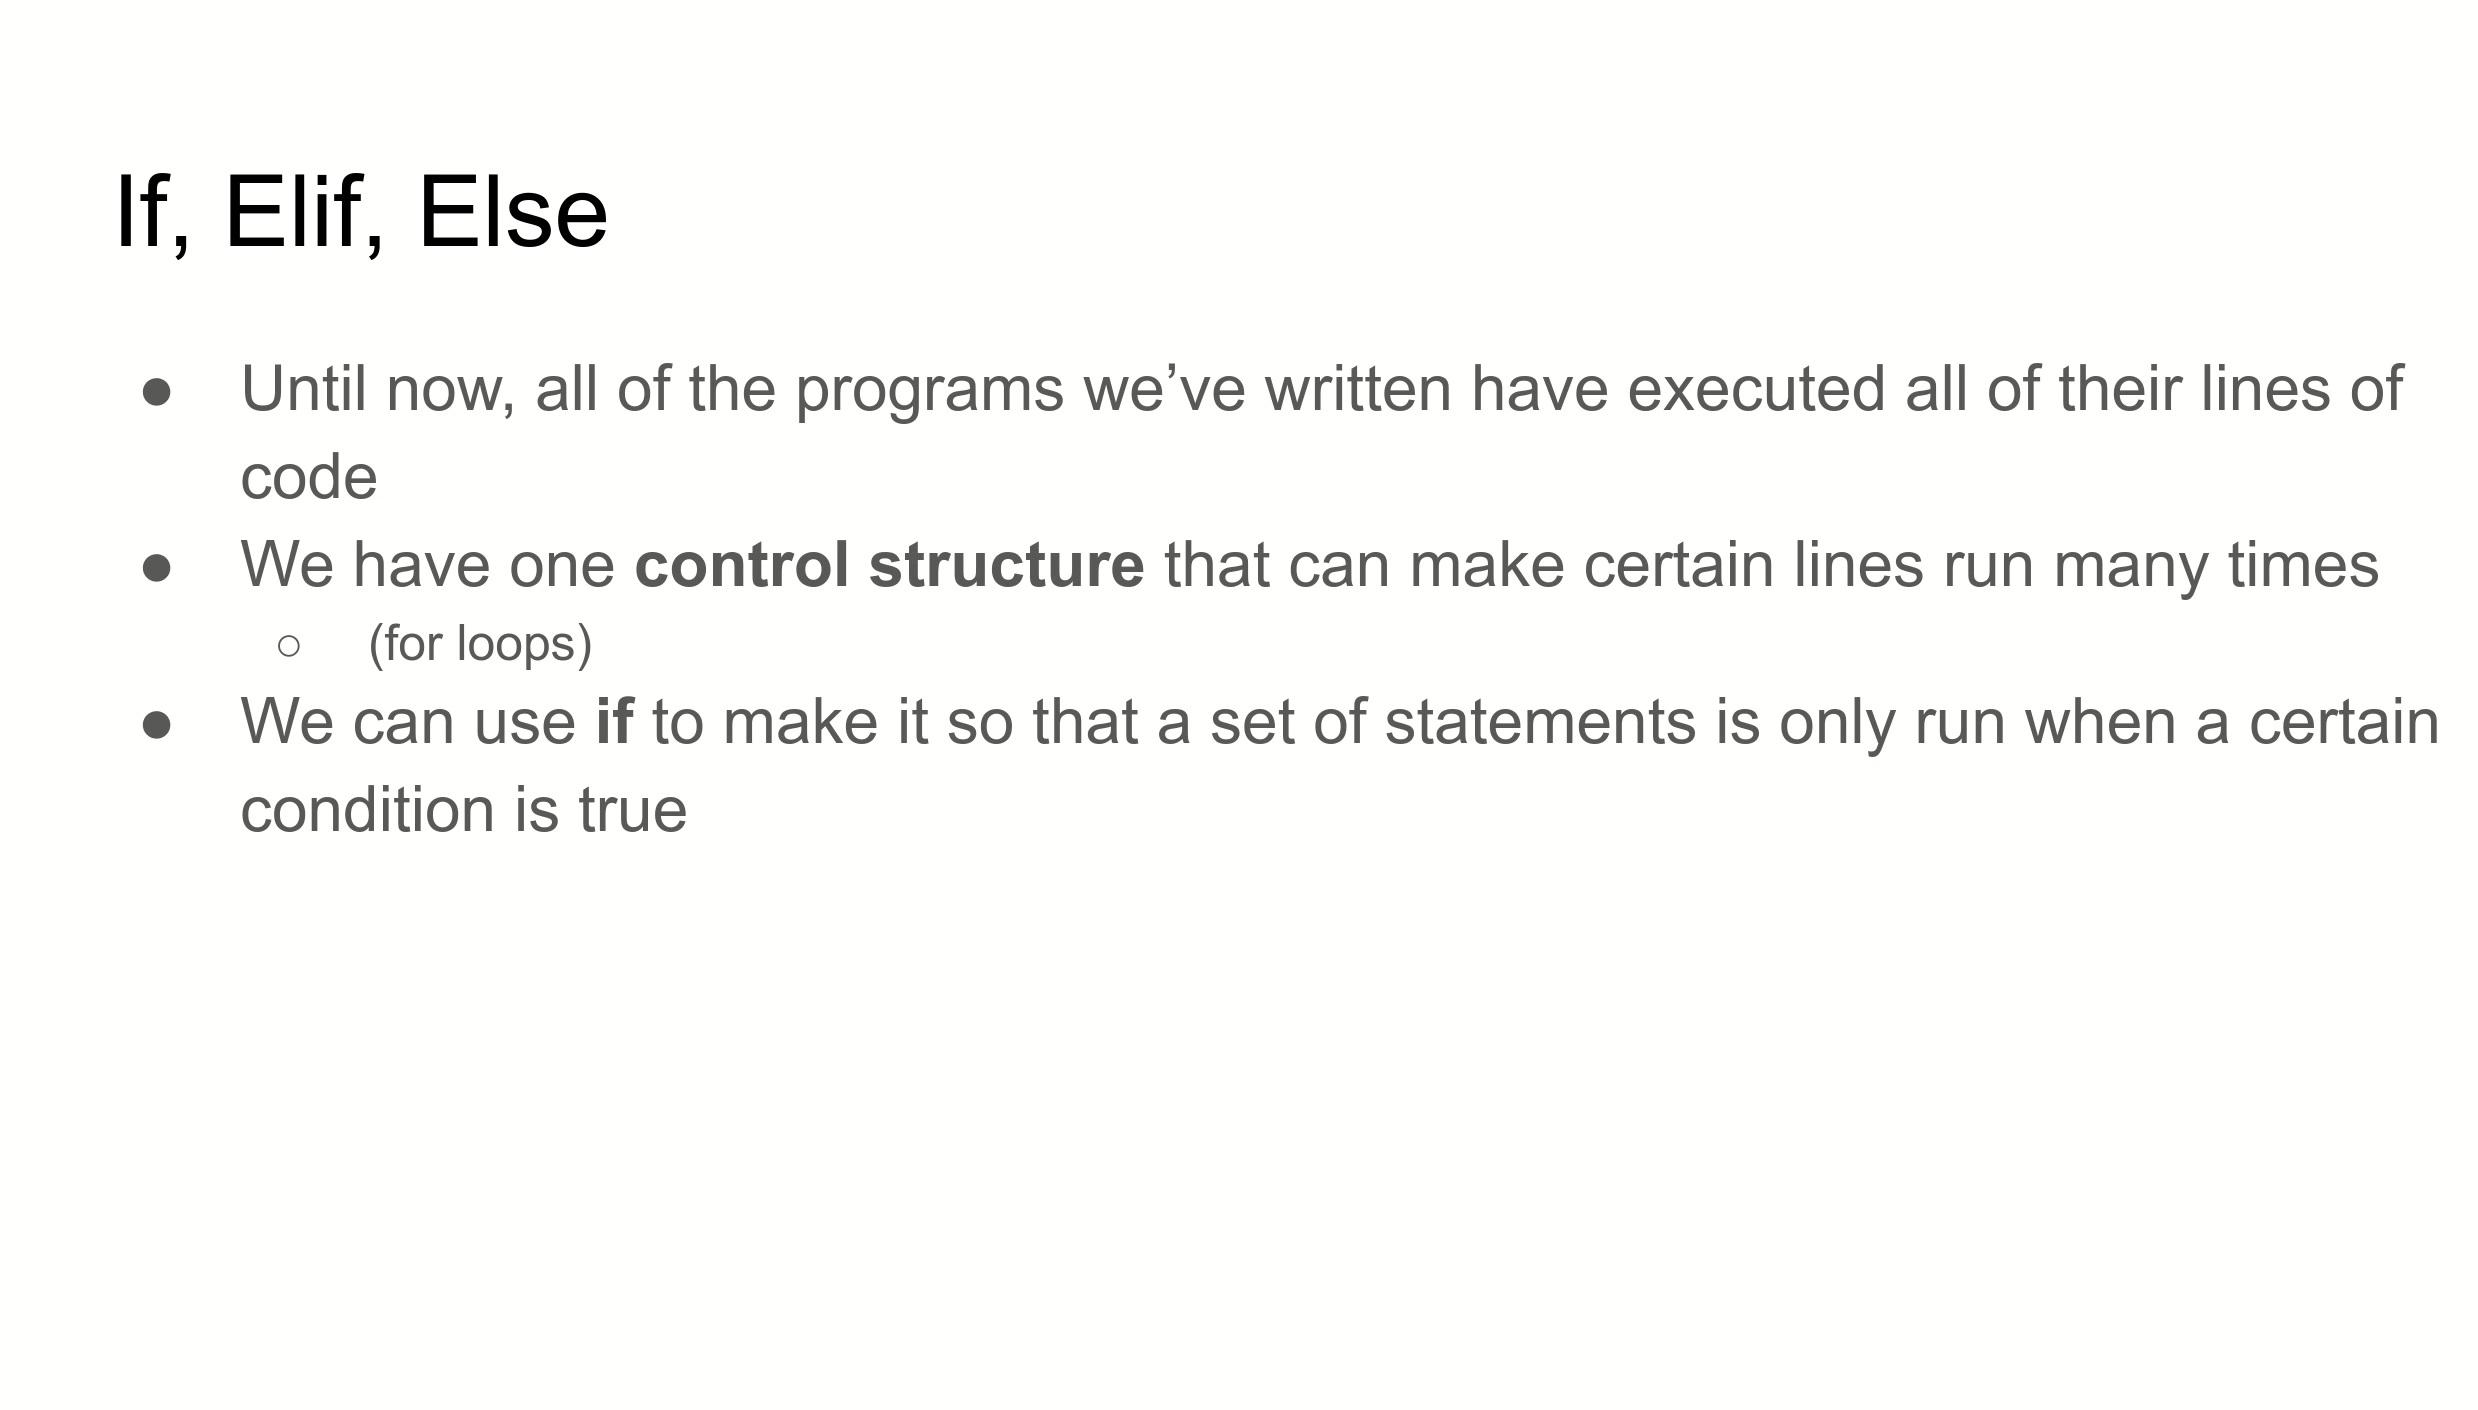 If, Elif, Else
● Until now, all of the programs we’ve written have executed all of their lines of
code
● We have one control structure that can make certain lines run many times
○ (for loops)
● We can use if to make it so that a set of statements is only run when a certain
condition is true